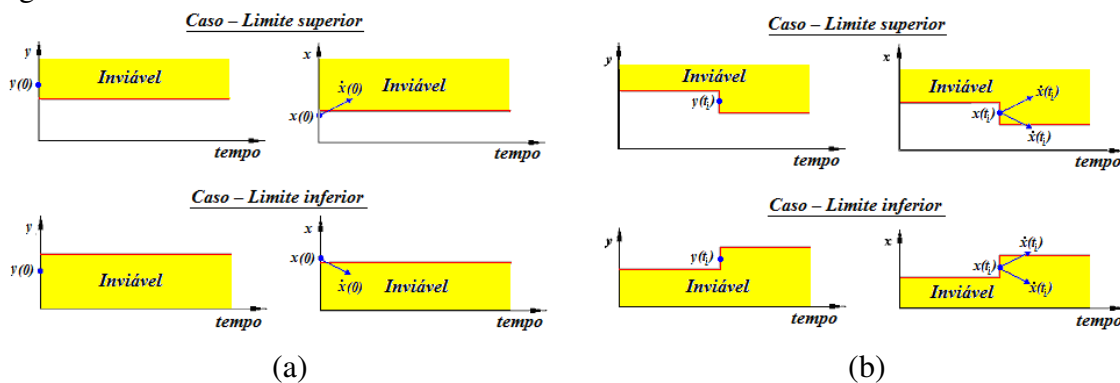 Caso – Limite superior
y
y(0)
Inviável
tempo
x
ẋ(0)
Inviável
x(0)
tempo
Caso – Limite inferior
y
y(0)
Inviável
tempo
x
x(0)
ẋ(0)
Inviável
tempo
(a)
Caso – Limite superior
y
Inviável
y(tᵢ)
tempo
x
Inviável
ẋ(tᵢ)
x(tᵢ)
ẋ(tᵢ)
tempo
Caso – Limite inferior
y
y(tᵢ)
Inviável
tempo
x
ẋ(tᵢ)
x(tᵢ)
Inviável
ẋ(tᵢ)
tempo
(b)